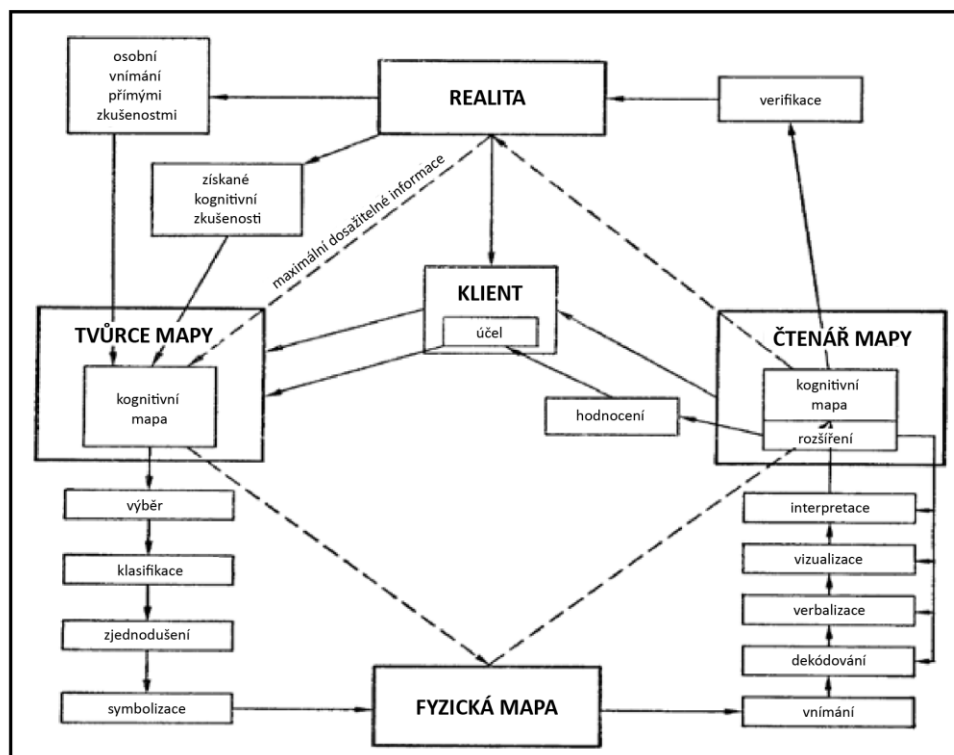 osobní
vnímání
přímými
zkušenostmi
REALITA
verifikace
získané
kognitivní
zkušenosti
maximální dosažitelné informace
KLIENT
účel
TVŮRCE MAPY
kognitivní
mapa
ČTENÁŘ MAPY
kognitivní
mapa
rozšíření
hodnocení
výběr
klasifikace
zjednodušení
symbolizace
FYZICKÁ MAPA
interpretace
vizualizace
verbalizace
dekódování
vnímání